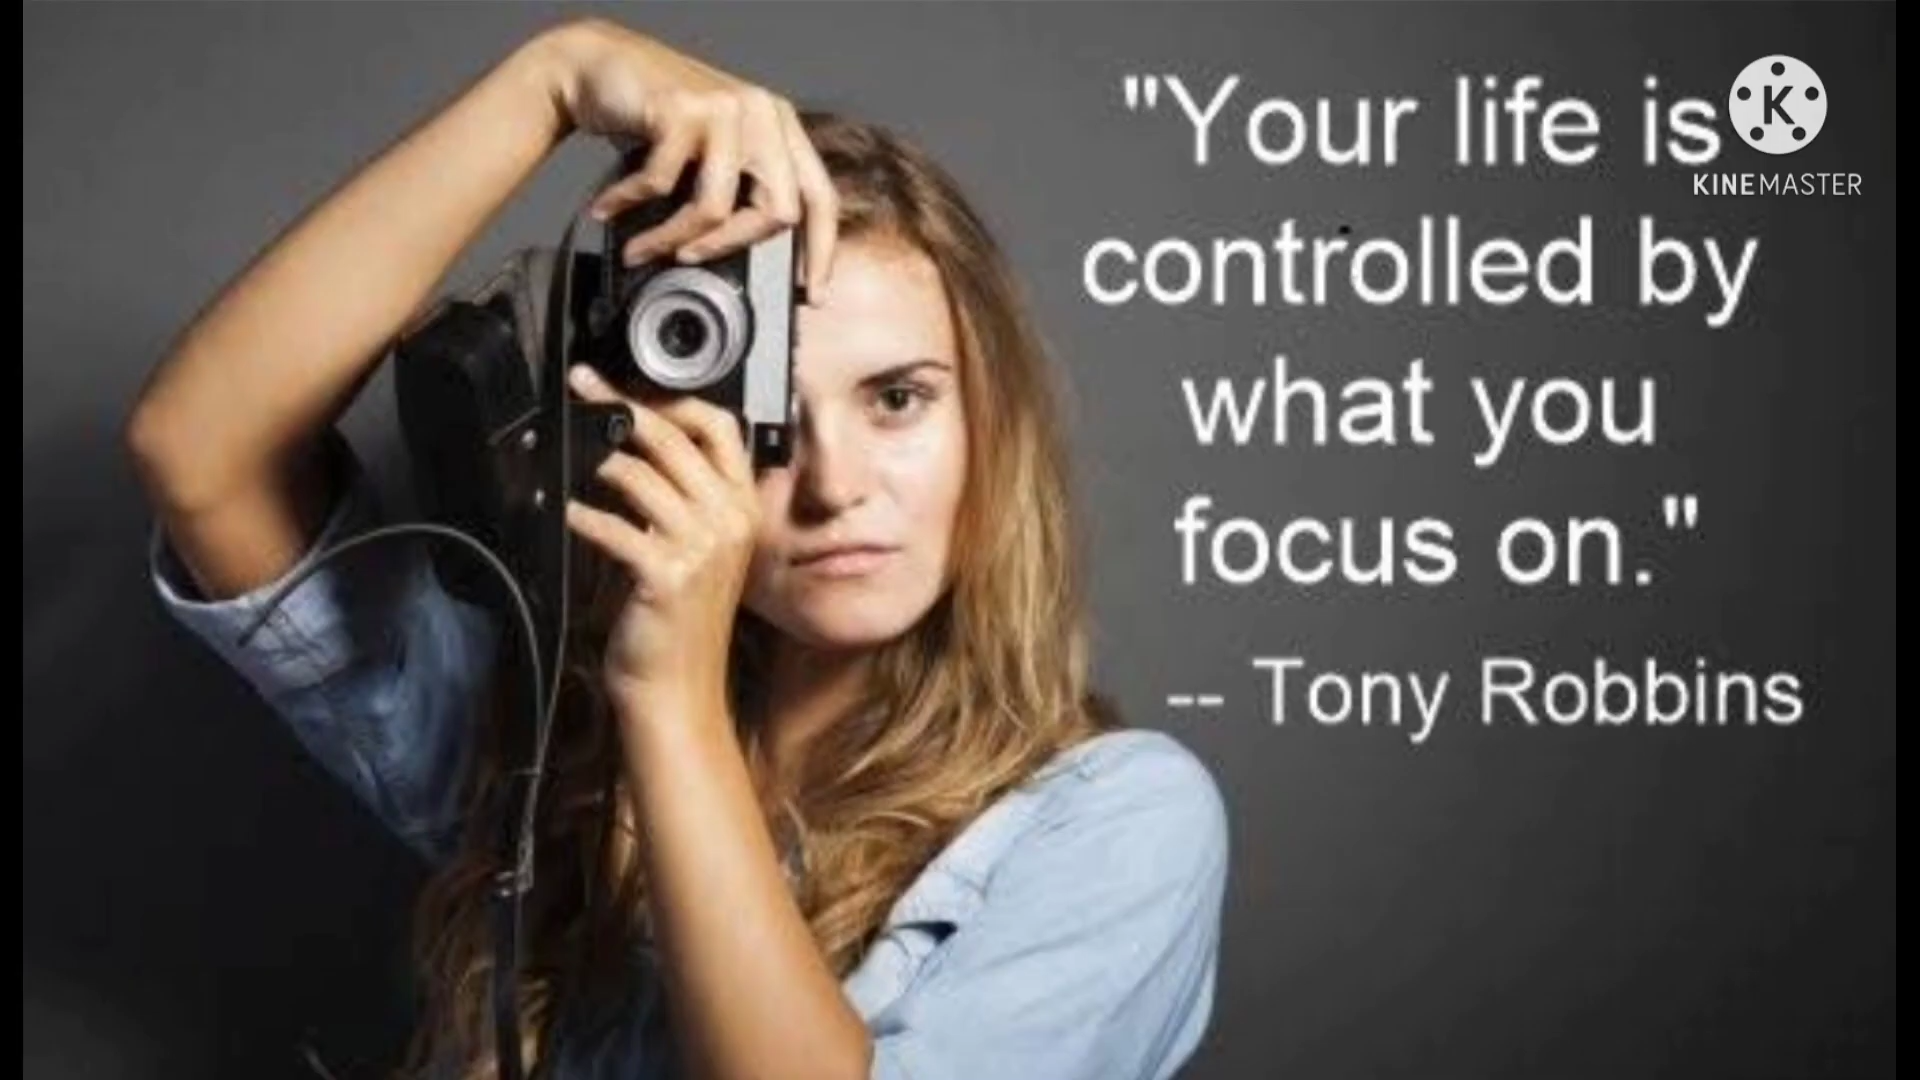 "Your life is
controlled by
what you
focus on."
-- Tony Robbins
K
KINEMASTER